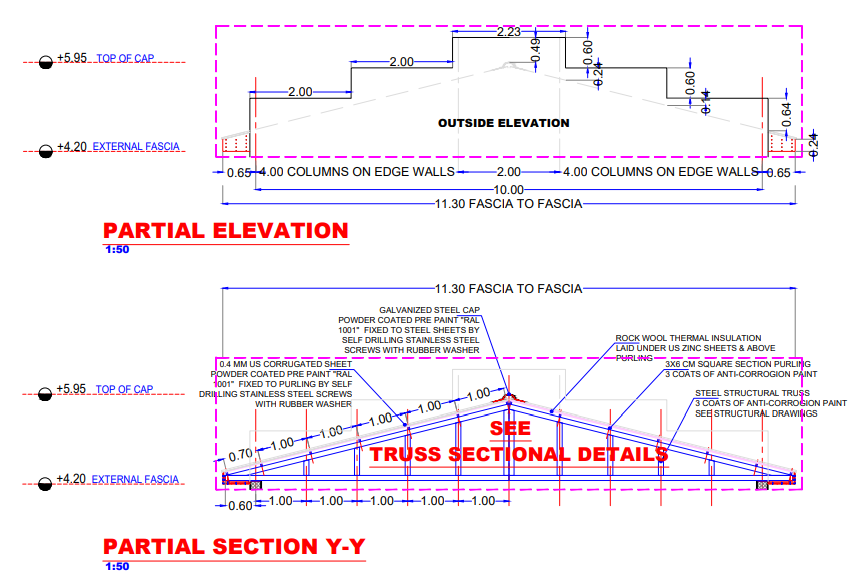 2.23
+5.95 TOP OF CAP
0.49
0.60
0.24
2.00
0.60
0.14
2.00
0.64
OUTSIDE ELEVATION
0.24
+4.20 EXTERNAL FASCIA
0.65 4.00 COLUMNS ON EDGE WALLS 2.00 4.00 COLUMNS ON EDGE WALLS 0.65
10.00
11.30 FASCIA TO FASCIA
PARTIAL ELEVATION
1:50
11.30 FASCIA TO FASCIA
GALVANIZED STEEL CAP
POWDER COATED PRE PAINT "RAL
1001" FIXED TO STEEL SHEETS BY
SELF DRILLING STAINLESS STEEL
SCREWS WITH RUBBER WASHER
ROCK WOOL THERMAL INSULATION
LAID UNDER US ZINC SHEETS & ABOVE
PURLING
0.4 MM US CORRUGATED SHEET
POWDER COATED PRE PAINT "RAL
1001" FIXED TO PURLING BY SELF
DRILLING STAINLESS STEEL SCREWS
WITH RUBBER WASHER
3X6 CM SQUARE SECTION PURLING
3 COATS OF ANTI-CORROGION PAINT
STEEL STRUCTURAL TRUSS
3 COATS OF ANTI-CORROGION PAINT
SEE STRUCTURAL DRAWINGS
+5.95 TOP OF CAP
0.70 1.00 1.00 1.00 1.00 1.00
SEE
TRUSS SECTIONAL DETAILS
+4.20 EXTERNAL FASCIA
0.60 1.00 1.00 1.00 1.00 1.00
PARTIAL SECTION Y-Y
1:50